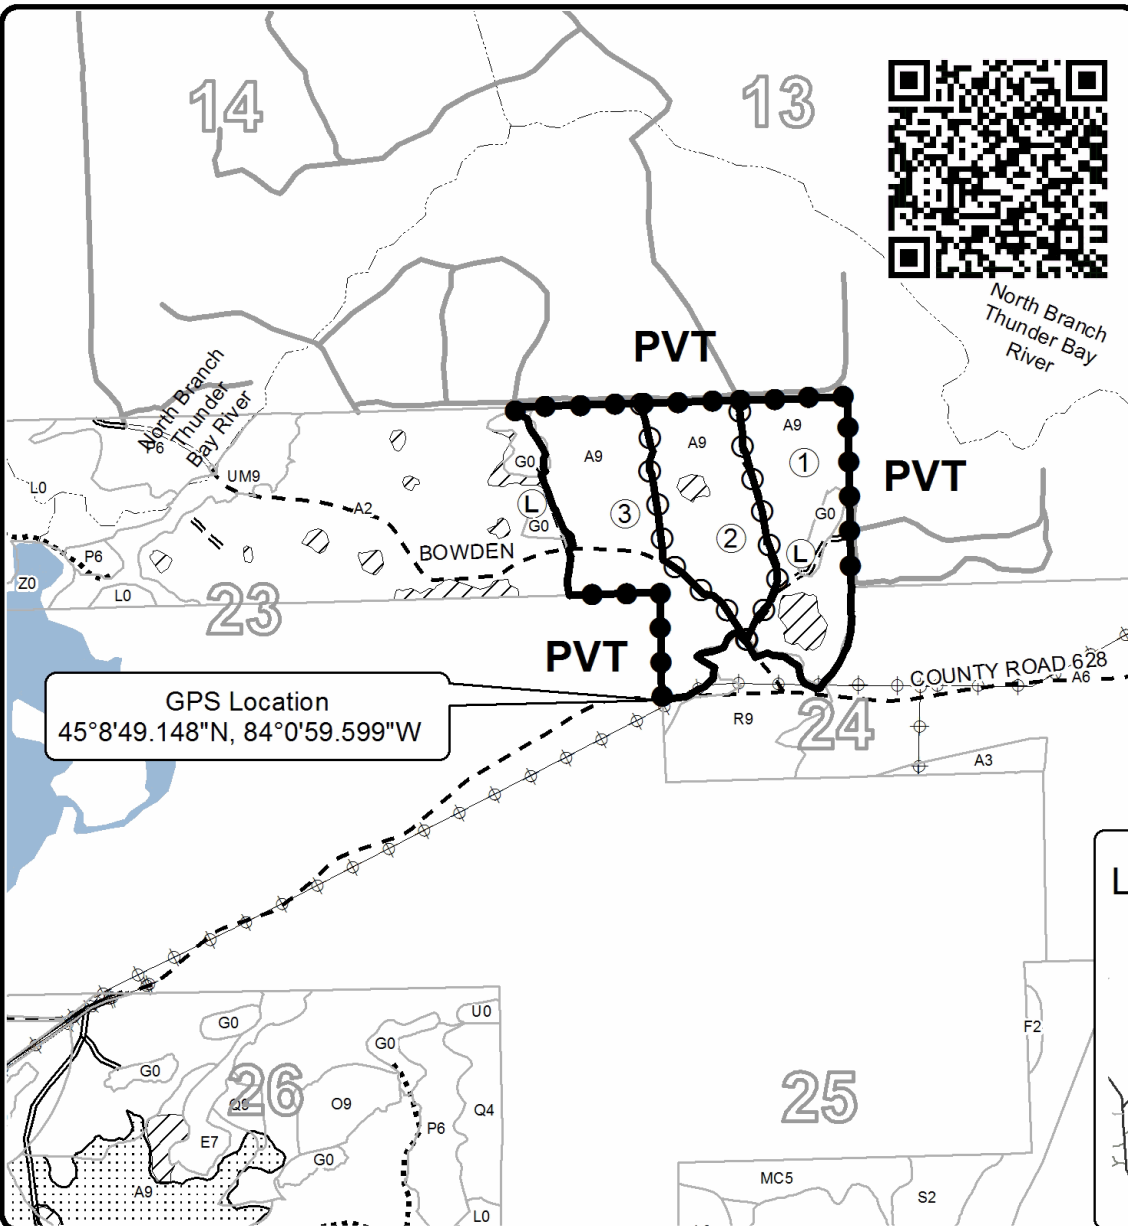 14
13
North Branch
Thunder Bay
River
PVT
North Branch
Thunder
Bay River
P6
A9
A9
A9
1
G0
UM9
PVT
L0
L
G0
3
G0
A2
2
BOWDEN
L
P6
Z0
L0
23
PVT
COUNTY ROAD 628
A6
GPS Location
45°8'49.148"N, 84°0'59.599"W
R9
24
A3
L
U0
G0
F2
G0
G0
26
25
Q9
O9
Q4
P6
E7
G0
MC5
A9
S2
L0